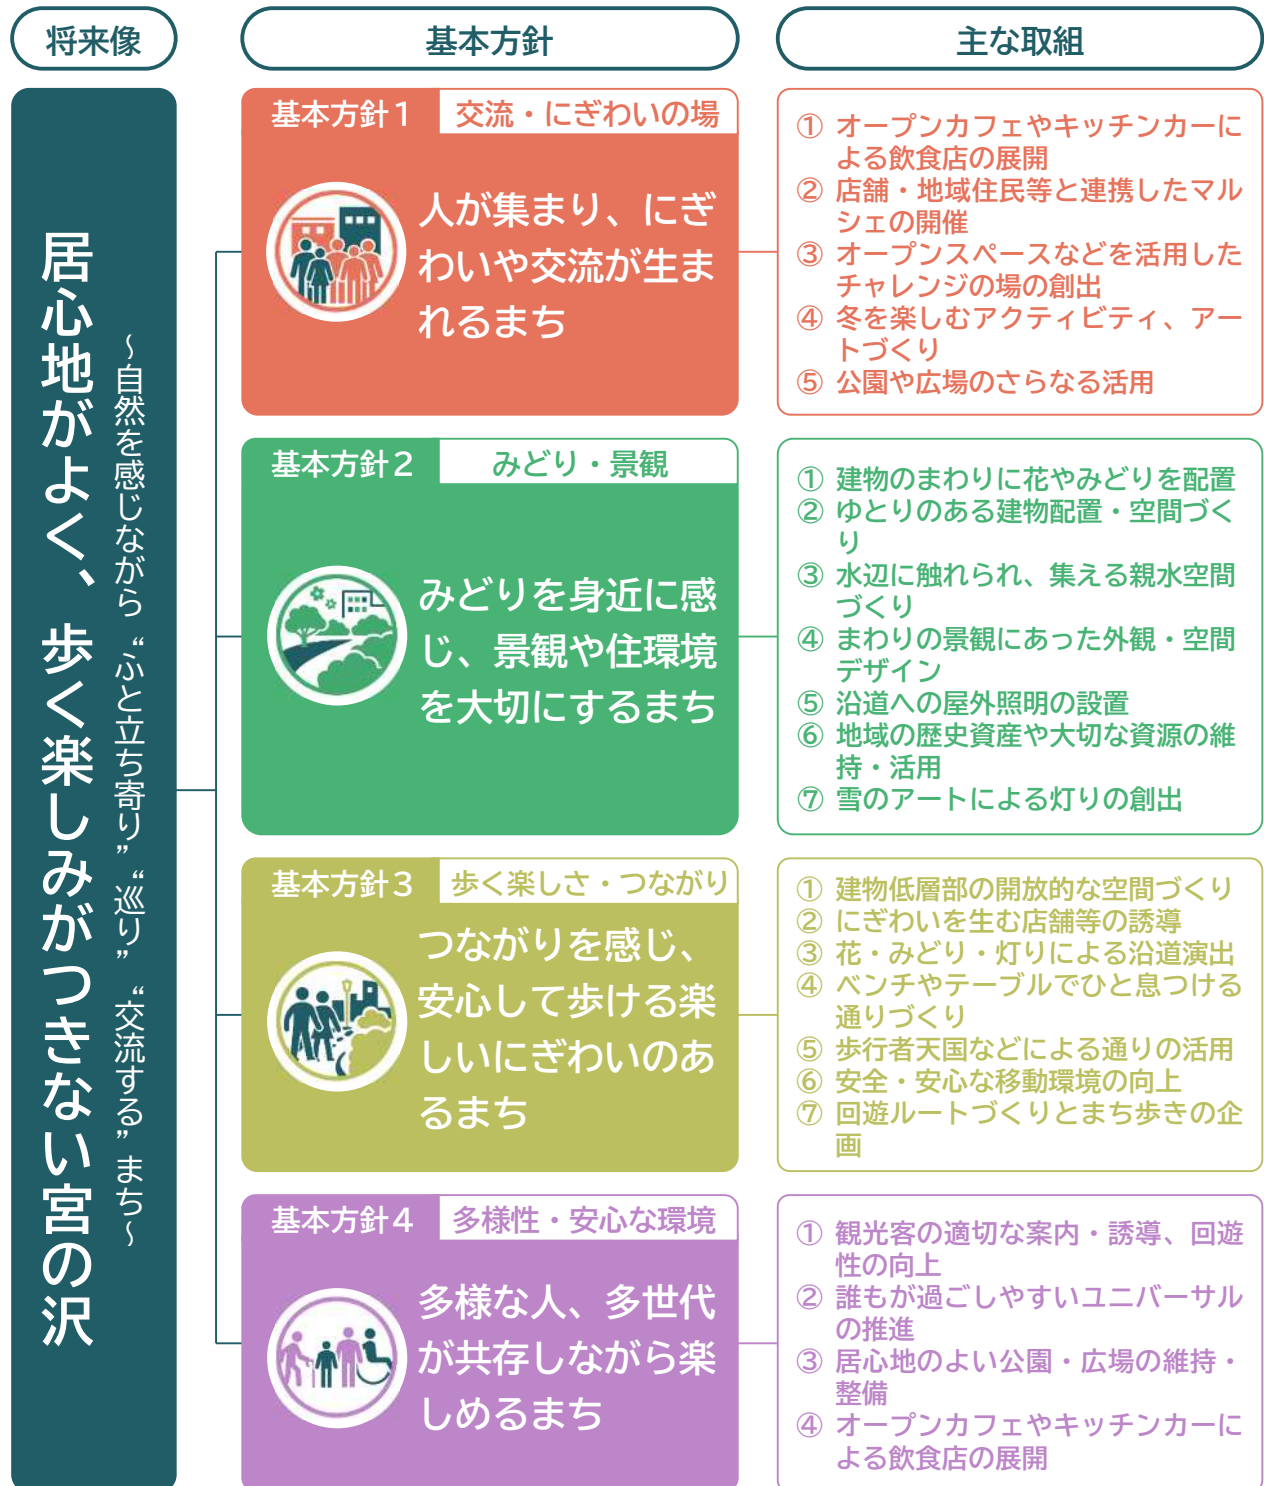 将来像
基本方針
主な取組
居心地がよく、歩く楽しみがつきない宮の沢
～自然を感じながら“ふと立ち寄り”“巡り”“交流する”まち～
基本方針１
交流・にぎわいの場
人が集まり、にぎ
わいや交流が生ま
れるまち
① オープンカフェやキッチンカーに
よる飲食店の展開
② 店舗・地域住民等と連携したマル
シェの開催
③ オープンスペースなどを活用した
チャレンジの場の創出
④ 冬を楽しむアクティビティ、アー
トづくり
⑤ 公園や広場のさらなる活用
基本方針２
みどり・景観
みどりを身近に感
じ、景観や住環境
を大切にするまち
① 建物のまわりに花やみどりを配置
② ゆとりのある建物配置・空間づく
り
③ 水辺に触れられ、集える親水空間
づくり
④ まわりの景観にあった外観・空間
デザイン
⑤ 沿道への屋外照明の設置
⑥ 地域の歴史資産や大切な資源の維
持・活用
⑦ 雪のアートによる灯りの創出
基本方針３
歩く楽しさ・つながり
つながりを感じ、
安心して歩ける楽
しいにぎわいのあ
るまち
① 建物低層部の開放的な空間づくり
② にぎわいを生む店舗等の誘導
③ 花・みどり・灯りによる沿道演出
④ ベンチやテーブルでひと息つける
通りづくり
⑤ 歩行者天国などによる通りの活用
⑥ 安全・安心な移動環境の向上
⑦ 回遊ルートづくりとまち歩きの企
画
基本方針４
多様性・安心な環境
多様な人、多世代
が共存しながら楽
しめるまち
① 観光客の適切な案内・誘導、回遊
性の向上
② 誰もが過ごしやすいユニバーサル
の推進
③ 居心地のよい公園・広場の維持・
整備
④ オープンカフェやキッチンカーに
よる飲食店の展開